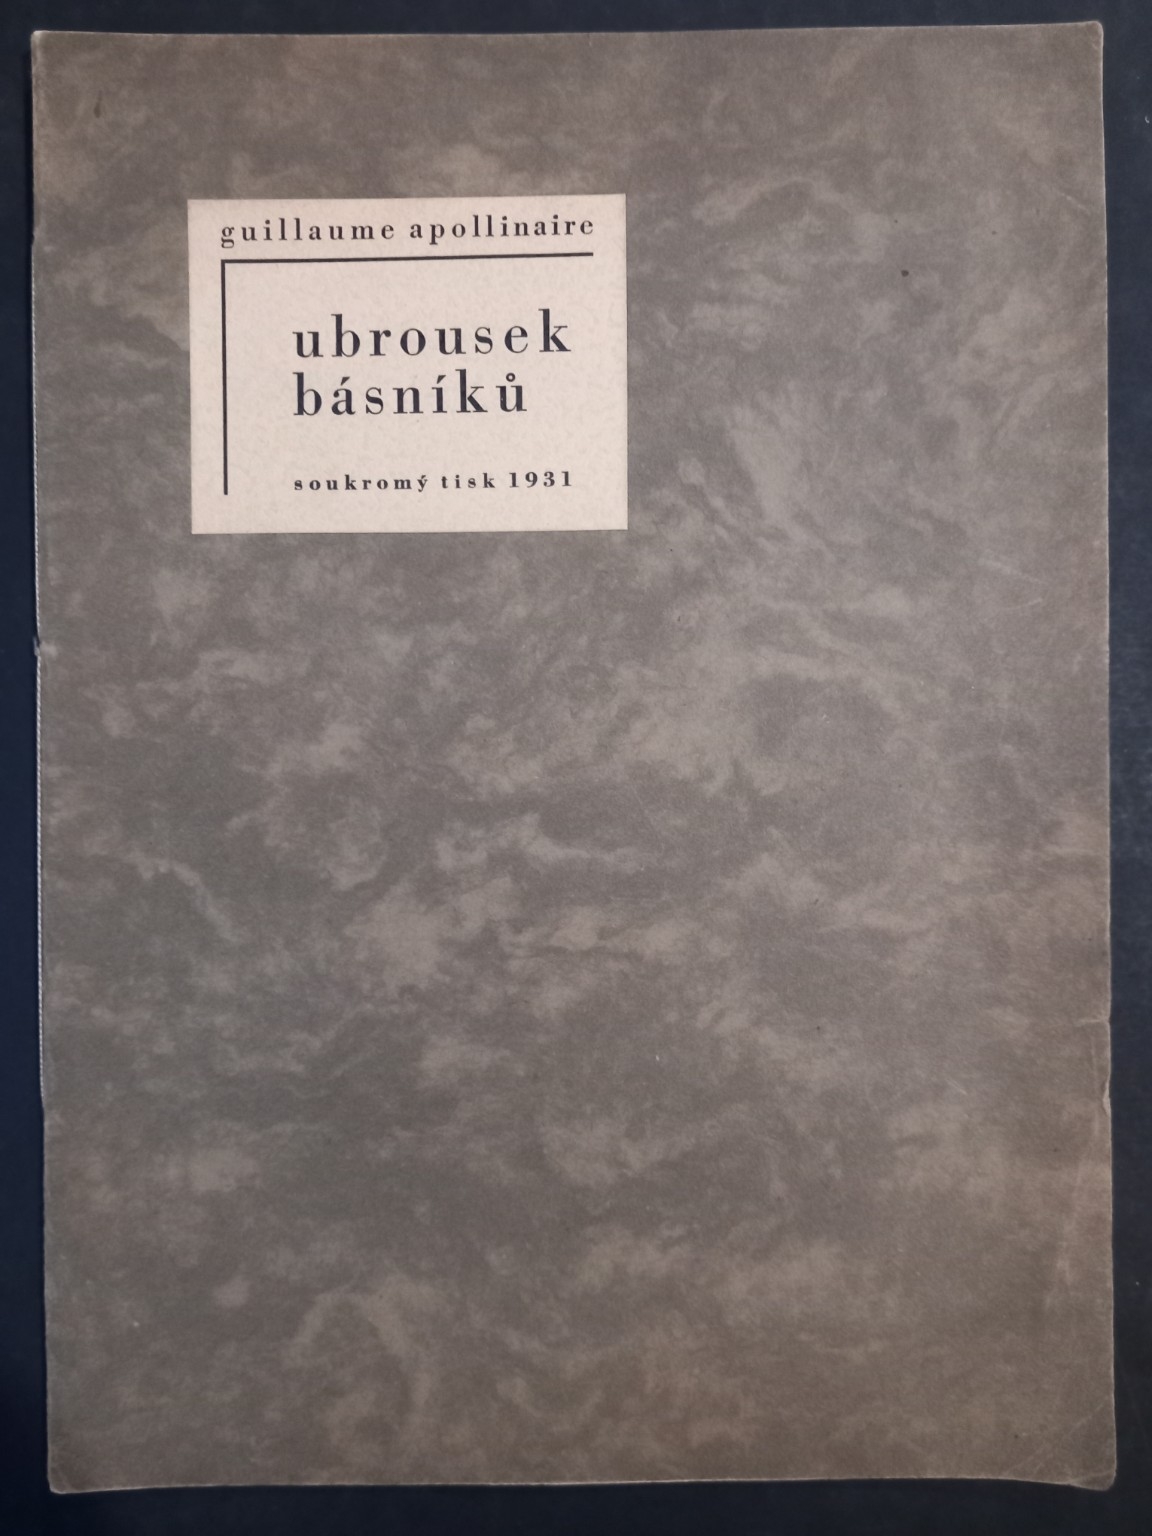 guillaume apollinaire
ubrousek
básníků
soukromý tisk 1931